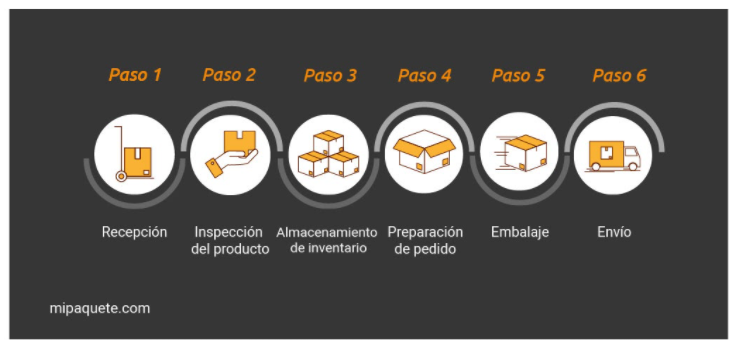 Paso 1
Paso 2
Paso 3
Paso 4
Paso 5
Paso 6
Recepción
Inspección
del producto
Almacenamiento
de inventario
Preparación
de pedido
Embalaje
Envío
mipaquete.com